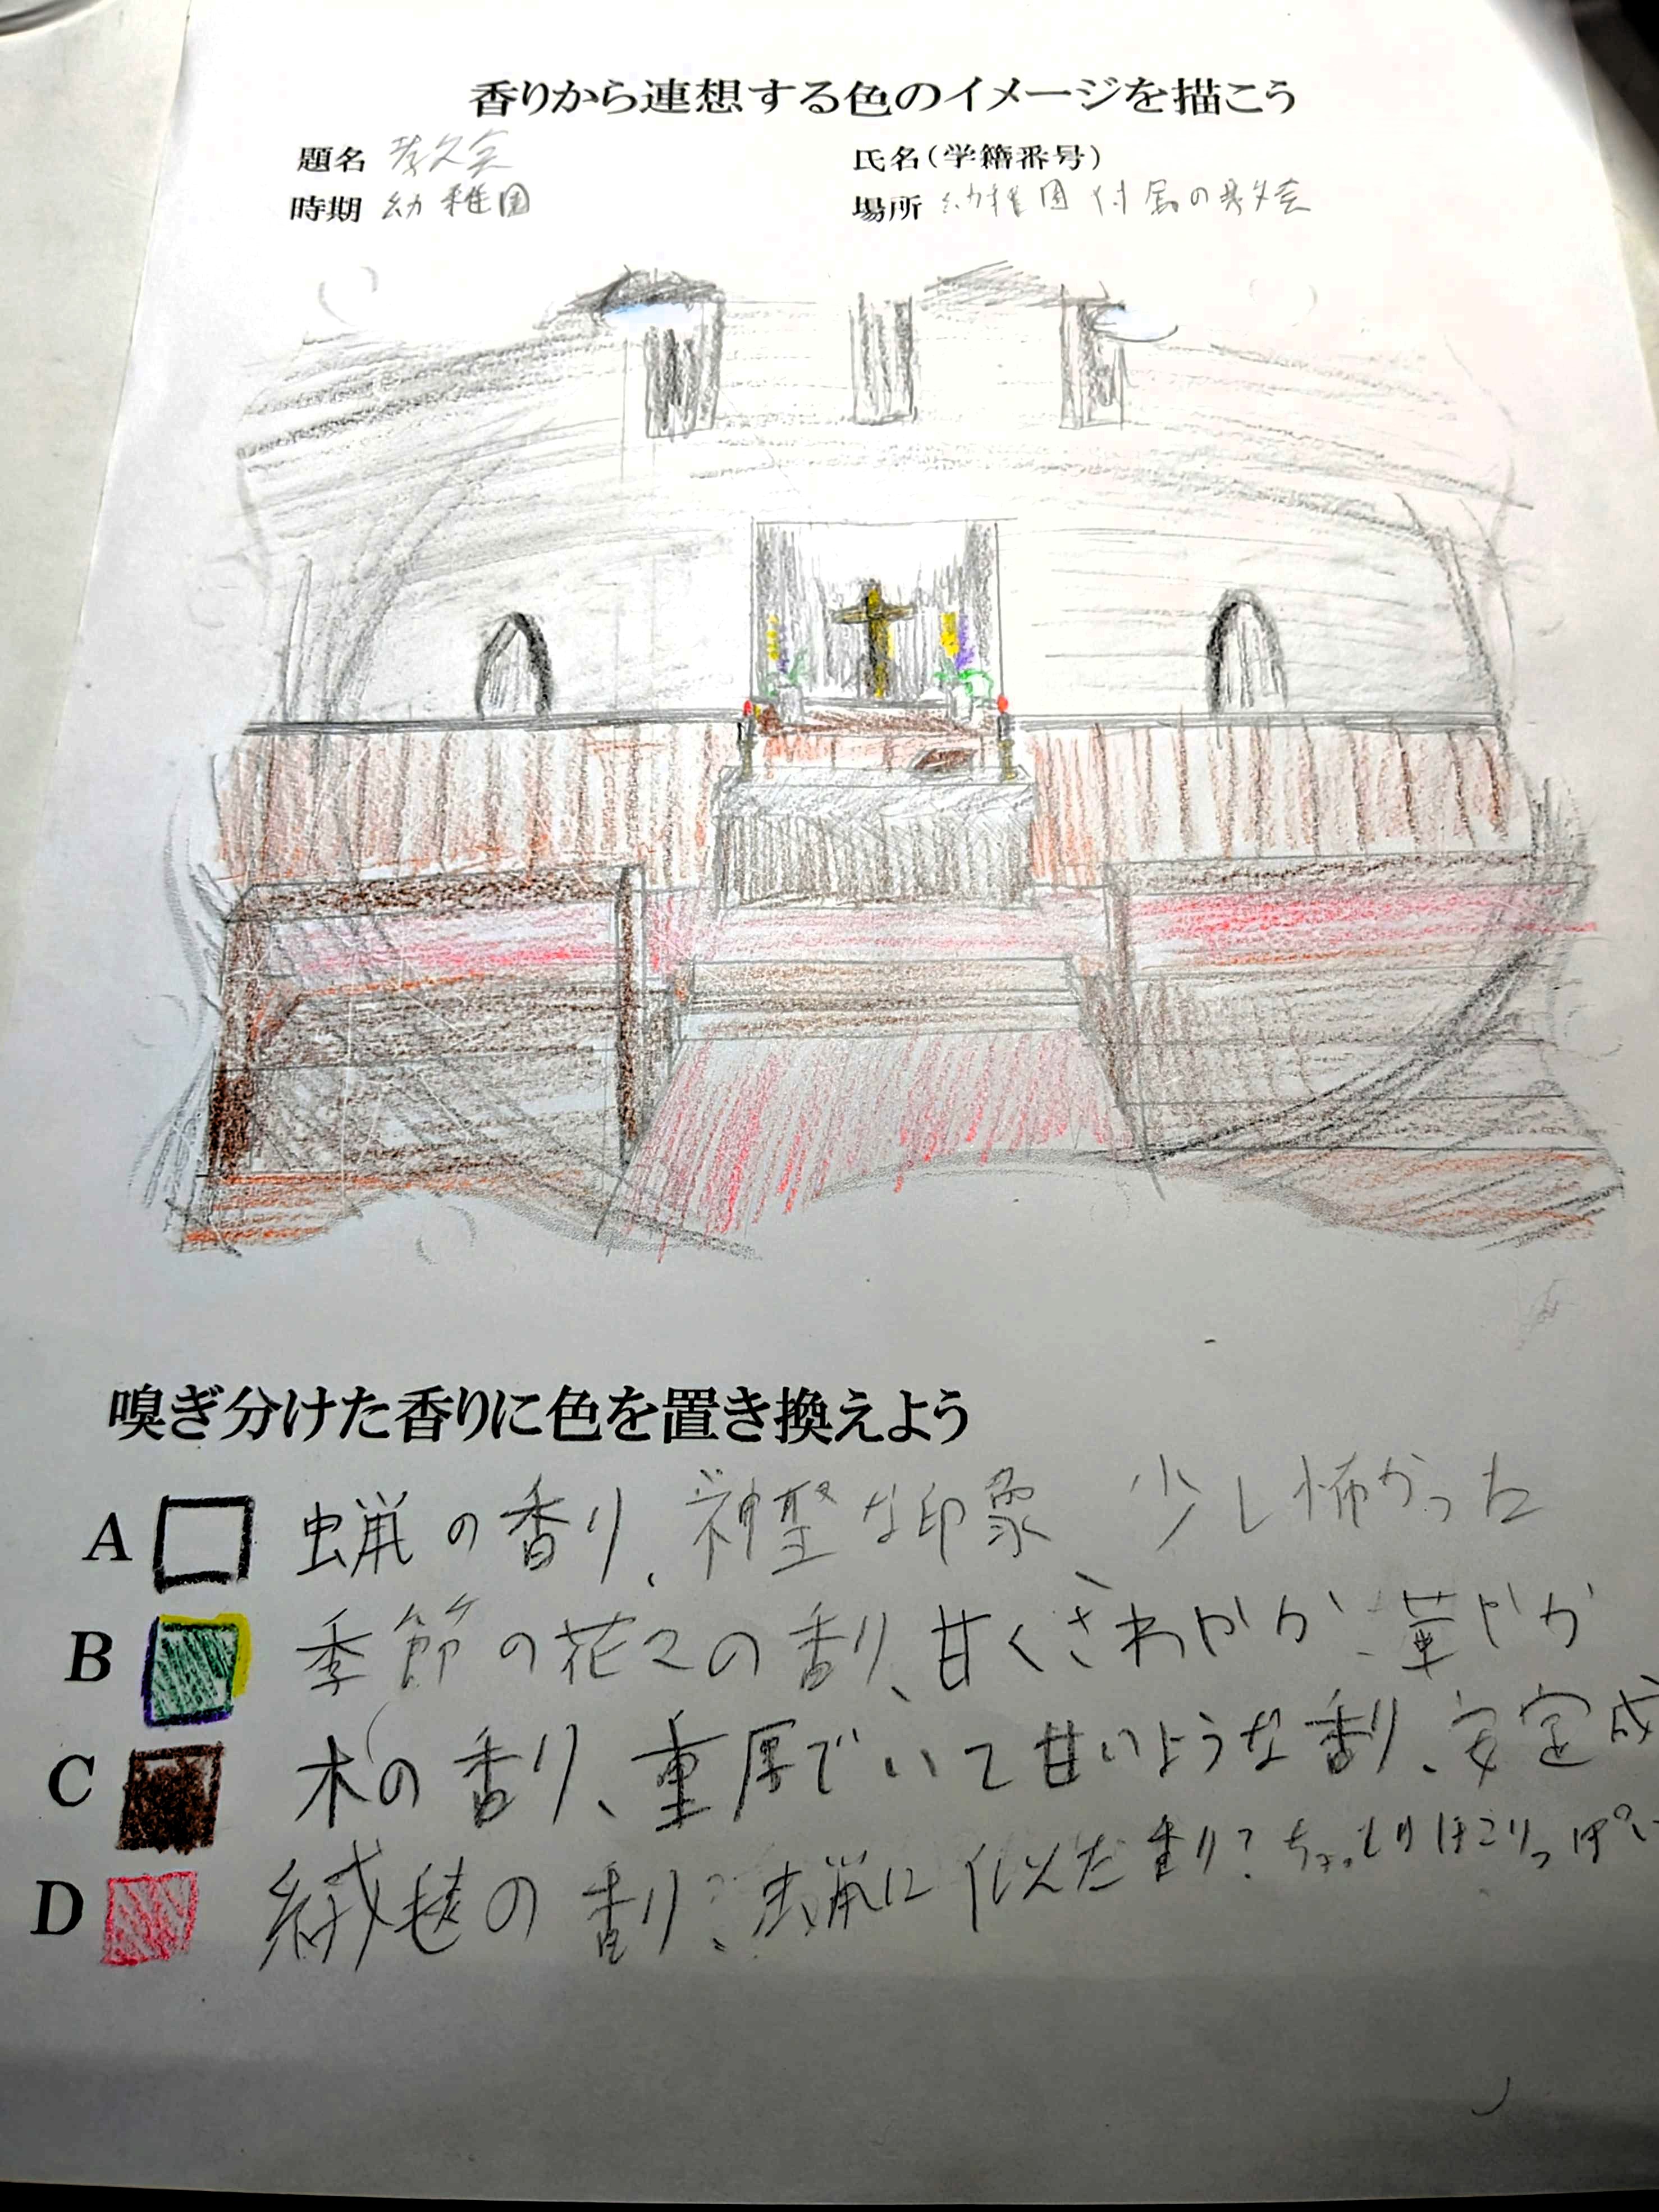 香りから連想する色のイメージを描こう
題名 教会
氏名(学籍番号)
時期 幼稚園
場所 幼稚園付属の教会
嗅ぎ分けた香りに色を置き換えよう
A 蝋の香り、神聖な印象、少し怖かった
B 季節の花々の香り、甘くさわやか、華やか
C 木の香り、重厚でいて甘いような香り、安定成
D 絨毯の香り:蝋に似た香り?ちょっとほこりっぽい